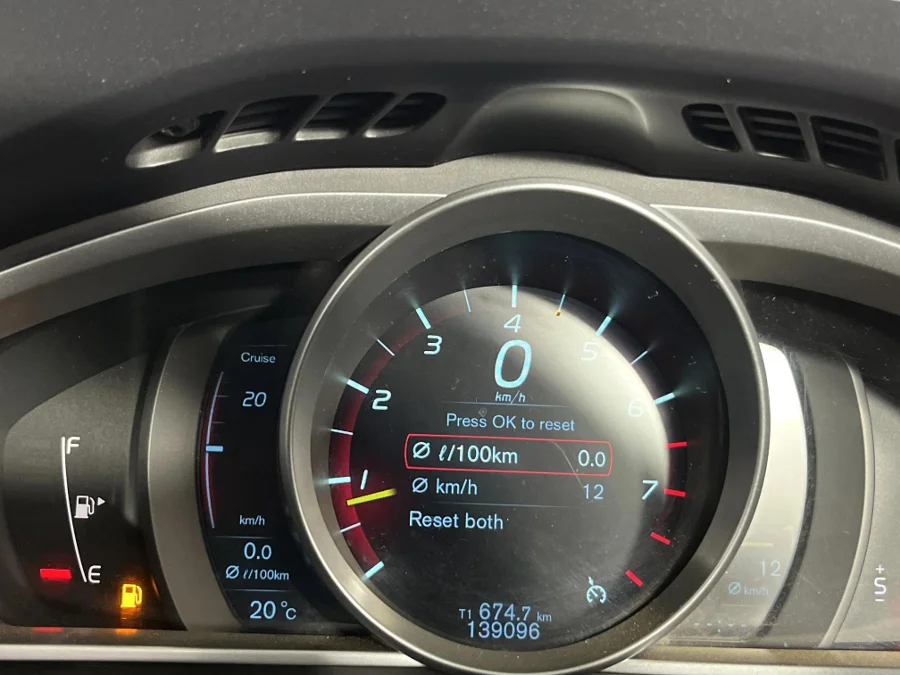 F
E
Cruise
20
km/h
0.0
Ø ℓ/100km
20°C
1
2
3
4
5
6
7
0
km/h
Press OK to reset
Ø ℓ/100km 0.0
Ø km/h 12
Reset both
T1 674.7 km
139096
12
Ø km/h
+
S
-